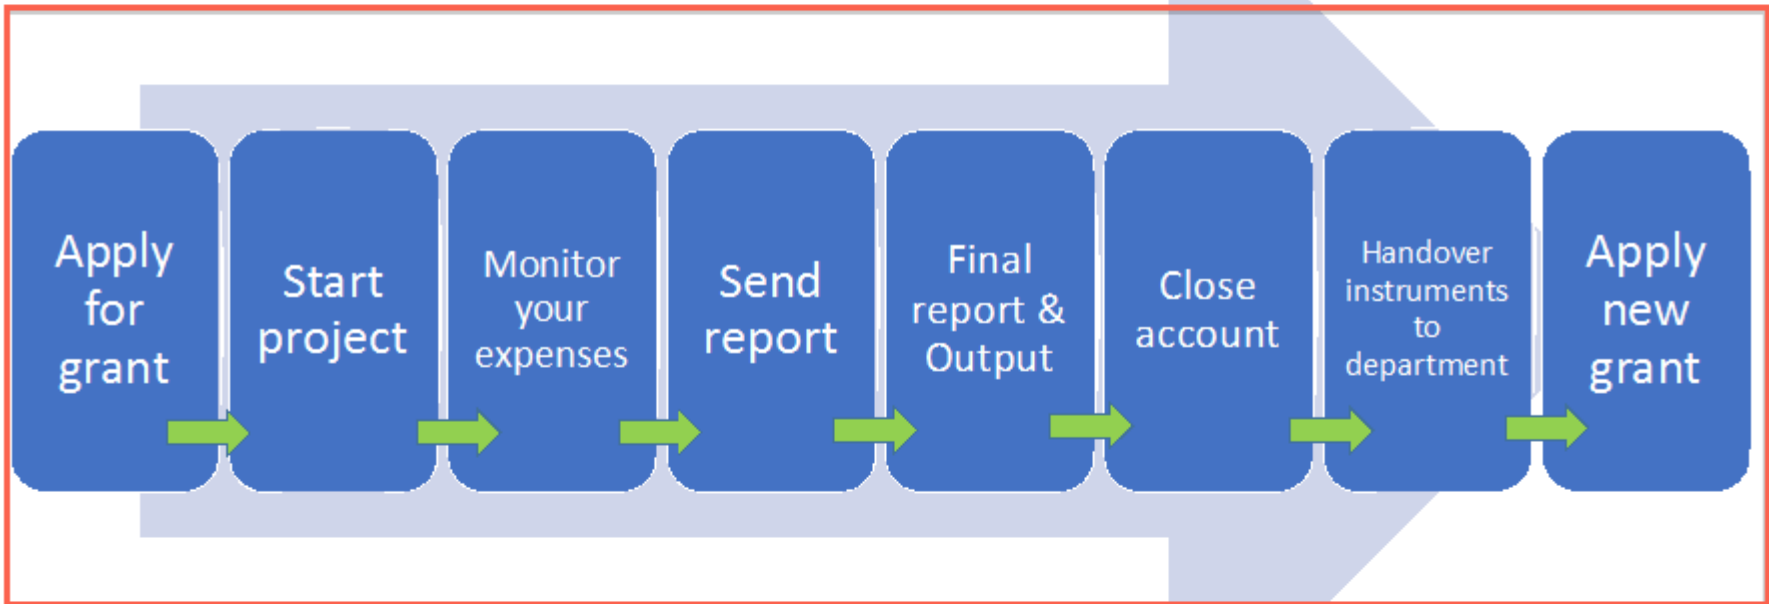 Apply
for
grant
Start
project
Monitor
your
expenses
Send
report
Final
report &
Output
Close
account
Handover
instruments
to
department
Apply
new
grant